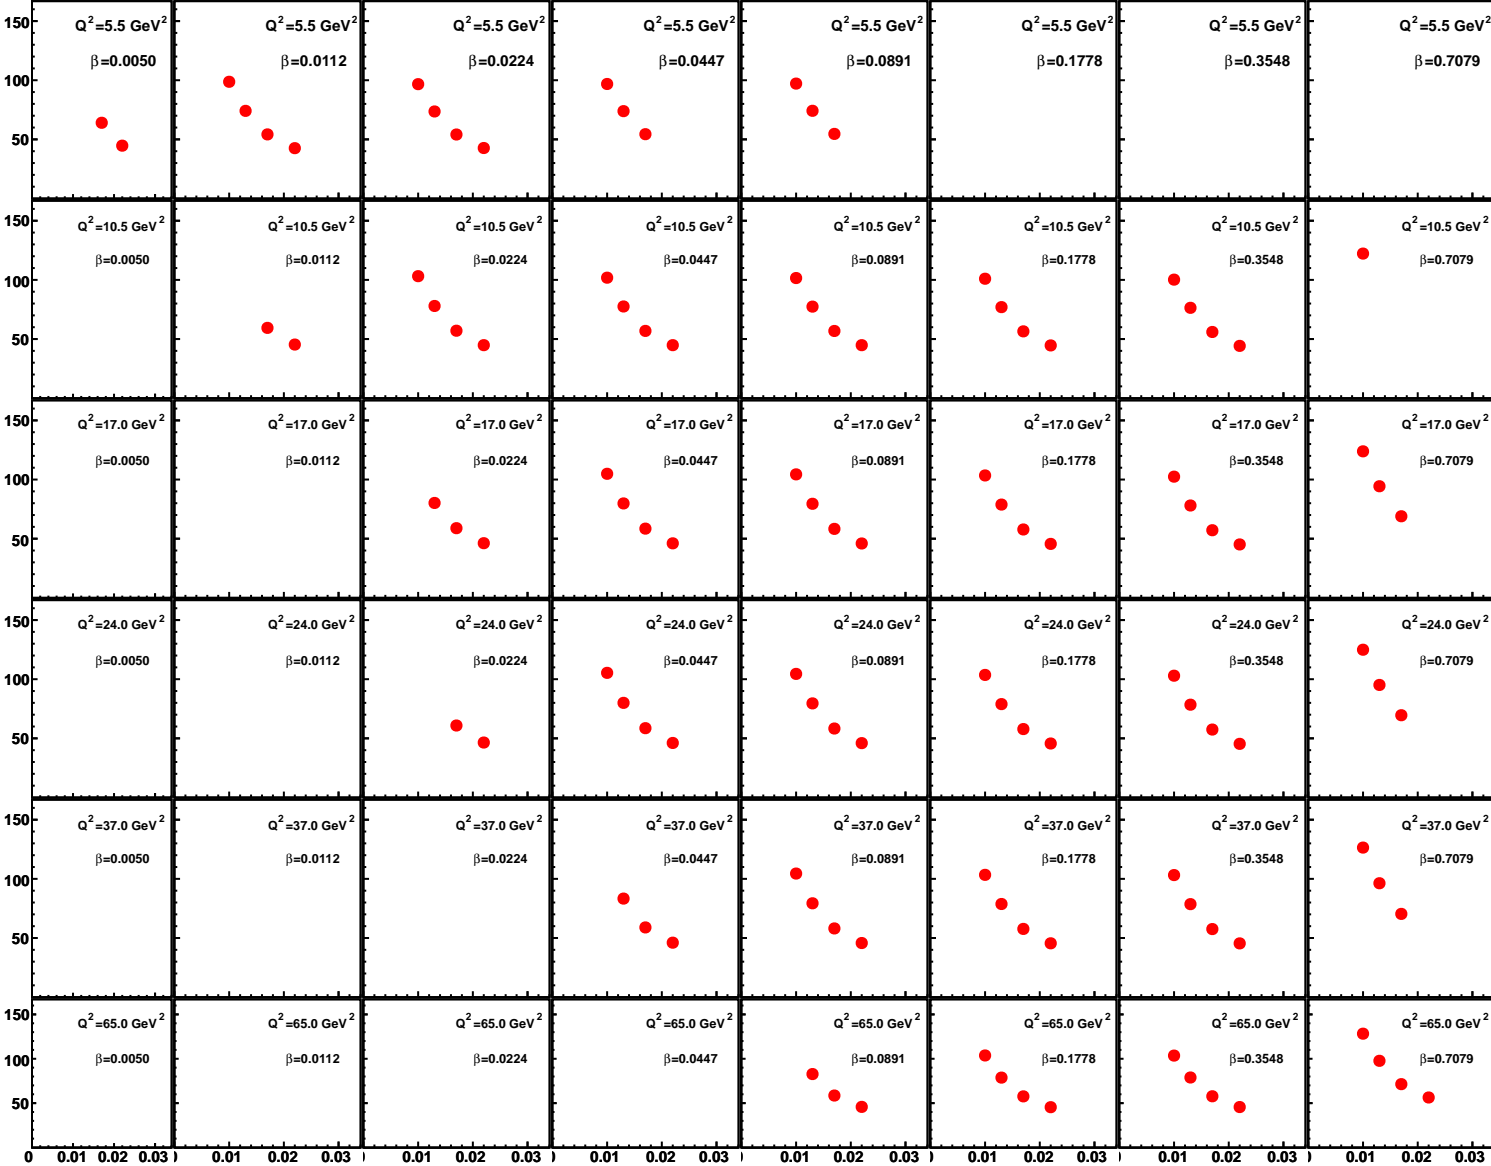 150 Q²=5.5 GeV² Q²=5.5 GeV² Q²=5.5 GeV² Q²=5.5 GeV² Q²=5.5 GeV² Q²=5.5 GeV² Q²=5.5 GeV² Q²=5.5 GeV²
β=0.0050 β=0.0112 β=0.0224 β=0.0447 β=0.0891 β=0.1778 β=0.3548 β=0.7079
100
50
150 Q²=10.5 GeV² Q²=10.5 GeV² Q²=10.5 GeV² Q²=10.5 GeV² Q²=10.5 GeV² Q²=10.5 GeV² Q²=10.5 GeV² Q²=10.5 GeV²
β=0.0050 β=0.0112 β=0.0224 β=0.0447 β=0.0891 β=0.1778 β=0.3548 β=0.7079
100
50
150 Q²=17.0 GeV² Q²=17.0 GeV² Q²=17.0 GeV² Q²=17.0 GeV² Q²=17.0 GeV² Q²=17.0 GeV² Q²=17.0 GeV² Q²=17.0 GeV²
β=0.0050 β=0.0112 β=0.0224 β=0.0447 β=0.0891 β=0.1778 β=0.3548 β=0.7079
100
50
150 Q²=24.0 GeV² Q²=24.0 GeV² Q²=24.0 GeV² Q²=24.0 GeV² Q²=24.0 GeV² Q²=24.0 GeV² Q²=24.0 GeV² Q²=24.0 GeV²
β=0.0050 β=0.0112 β=0.0224 β=0.0447 β=0.0891 β=0.1778 β=0.3548 β=0.7079
100
50
150 Q²=37.0 GeV² Q²=37.0 GeV² Q²=37.0 GeV² Q²=37.0 GeV² Q²=37.0 GeV² Q²=37.0 GeV² Q²=37.0 GeV² Q²=37.0 GeV²
β=0.0050 β=0.0112 β=0.0224 β=0.0447 β=0.0891 β=0.1778 β=0.3548 β=0.7079
100
50
150 Q²=65.0 GeV² Q²=65.0 GeV² Q²=65.0 GeV² Q²=65.0 GeV² Q²=65.0 GeV² Q²=65.0 GeV² Q²=65.0 GeV² Q²=65.0 GeV²
100 β=0.0050 β=0.0112 β=0.0224 β=0.0447 β=0.0891 β=0.1778 β=0.3548 β=0.7079
50
0 0.01 0.02 0.03 0.01 0.02 0.03 0.01 0.02 0.03 0.01 0.02 0.03 0.01 0.02 0.03 0.01 0.02 0.03 0.01 0.02 0.03 0.01 0.02 0.03